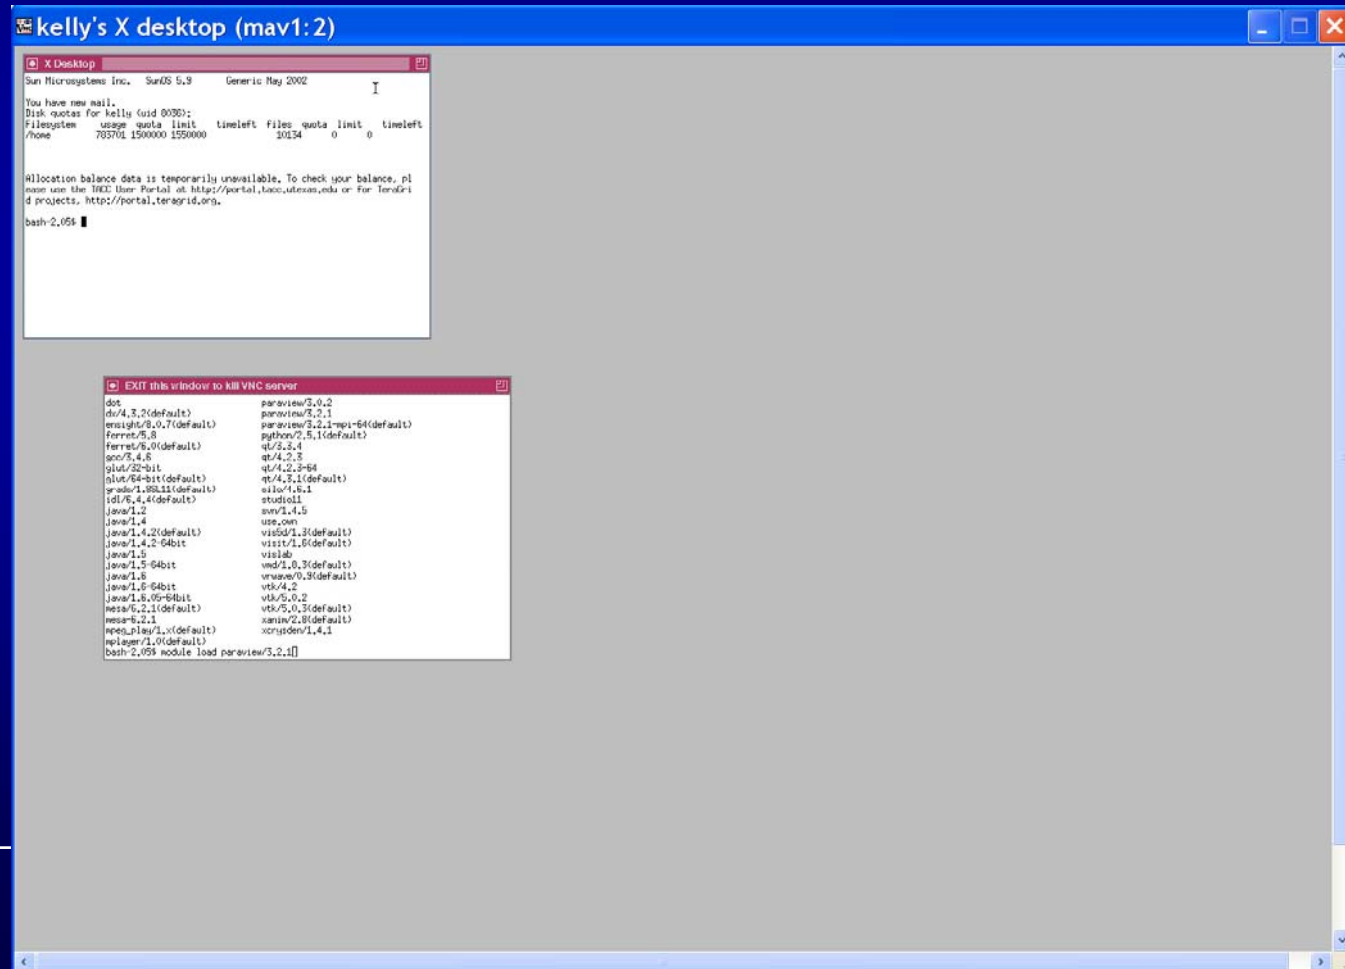 kelly's X desktop (mav1:2)
X Desktop
Sun Microsystems Inc. SunOS 5.9 Generic May 2002
You have new mail.
Disk quotas for kelly (uid 8036):
Filesystem usage quota limit timeleft files quota limit timeleft
/home 783701 1500000 1550000 10134 0 0
Allocation balance data is temporarily unavailable. To check your balance, pl
ease use the TACC User Portal at http://portal.tacc.utexas.edu or for TeraGri
d projects, http://portal.teragrid.org.
bash-2.05$
EXIT this window to kill VNC server
dot paraview/3.0.2
dx/4.3.2(default) paraview/3.2.1
ensight/8.0.7(default) paraview/3.2.1-mpi-64(default)
ferret/5.8 python/2.5.1(default)
ferret/6.0(default) qt/3.3.4
gcc/3.4.6 qt/4.2.3
glut/32-bit qt/4.2.3-64
glut/64-bit(default) qt/4.3.1(default)
grads/1.8SL11(default) silo/4.6.1
idl/6.4.4(default) studio11
java/1.2 svn/1.4.5
java/1.4 use.own
java/1.4.2(default) vis5d/1.3(default)
java/1.4.2-64bit visit/1.6(default)
java/1.5 vislab
java/1.5-64bit vmd/1.8.3(default)
java/1.6 vrwave/0.9(default)
java/1.6-64bit vtk/4.2
java/1.6.05-64bit vtk/5.0.2
mesa/6.2.1(default) vtk/5.0.3(default)
mesa-6.2.1 xanim/2.8(default)
mpeg_play/1.x(default) xcrysden/1.4.1
mplayer/1.0(default)
bash-2.05$ module load paraview/3.2.1